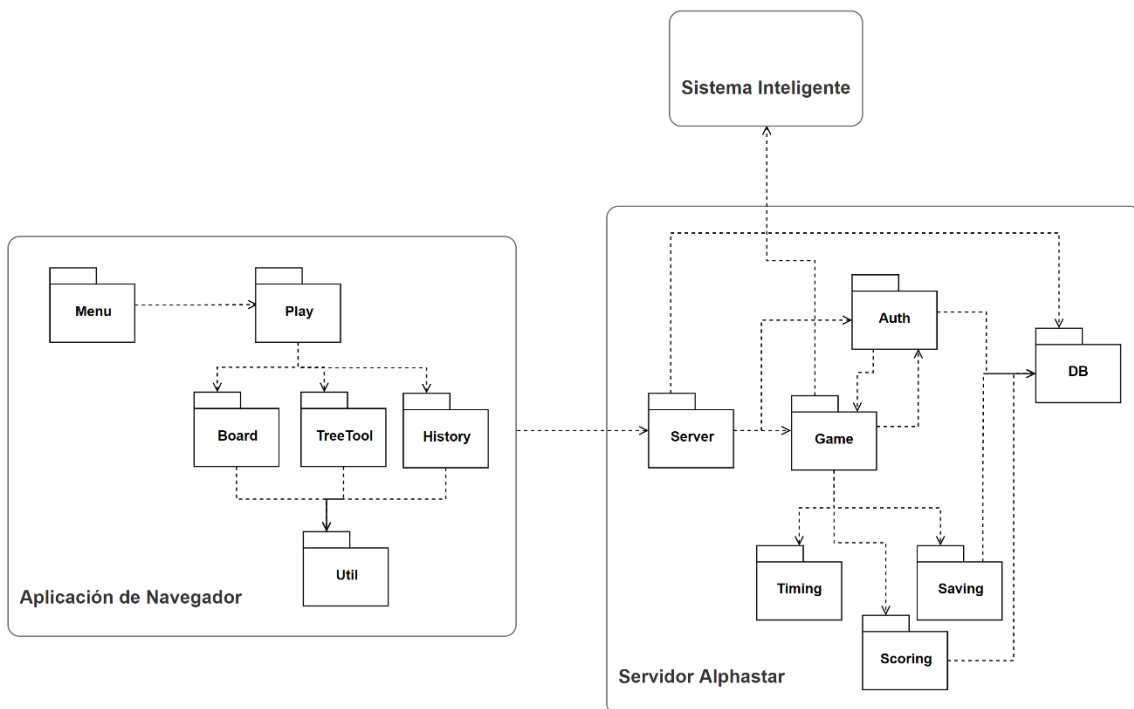 Sistema Inteligente
Menu
Play
Board
TreeTool
History
Util
Aplicación de Navegador
Auth
DB
Server
Game
Timing
Saving
Scoring
Servidor Alphastar